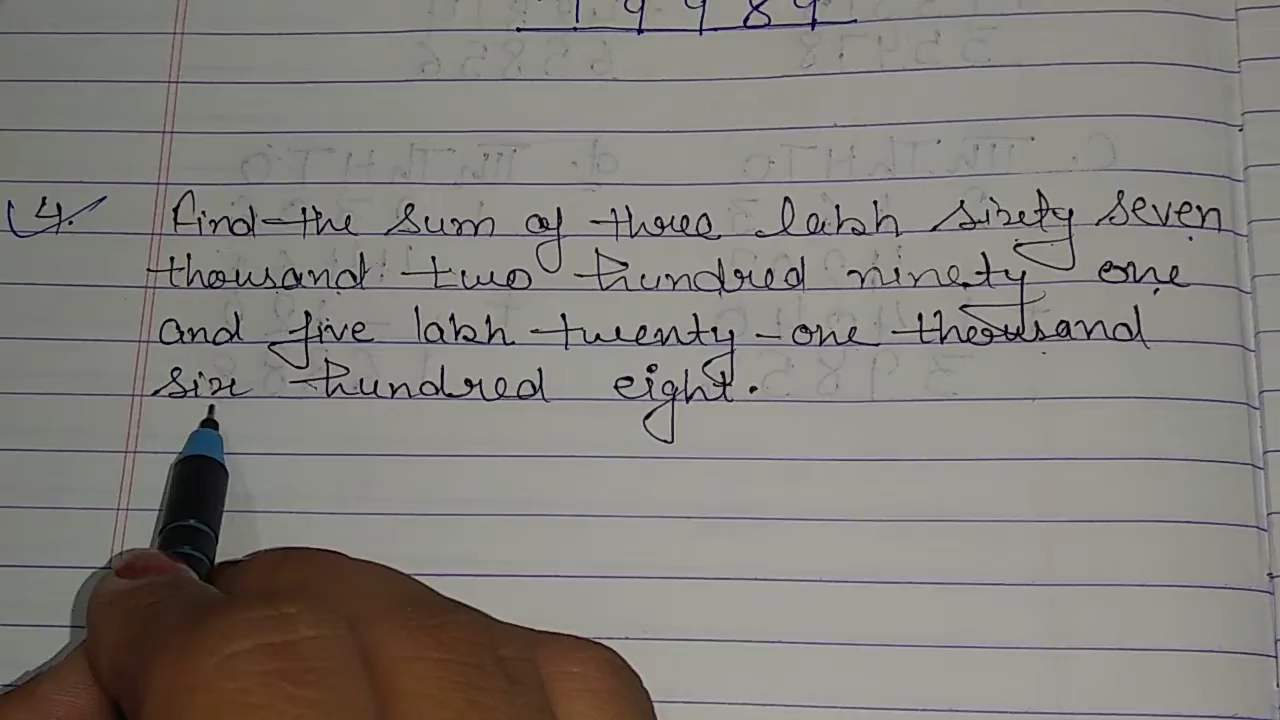 19989
4. Find the sum of three lakh sixty seven
thousand two hundred ninety one
and five lakh twenty-one thousand
six hundred eight.